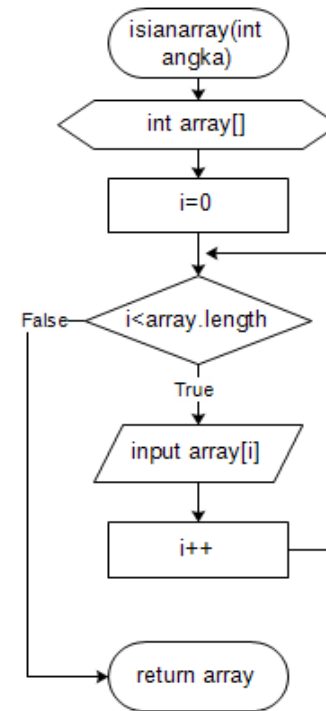 isianarray(int
angka)
int array[]
i=0
i<array.length
False
True
input array[i]
i++
return array